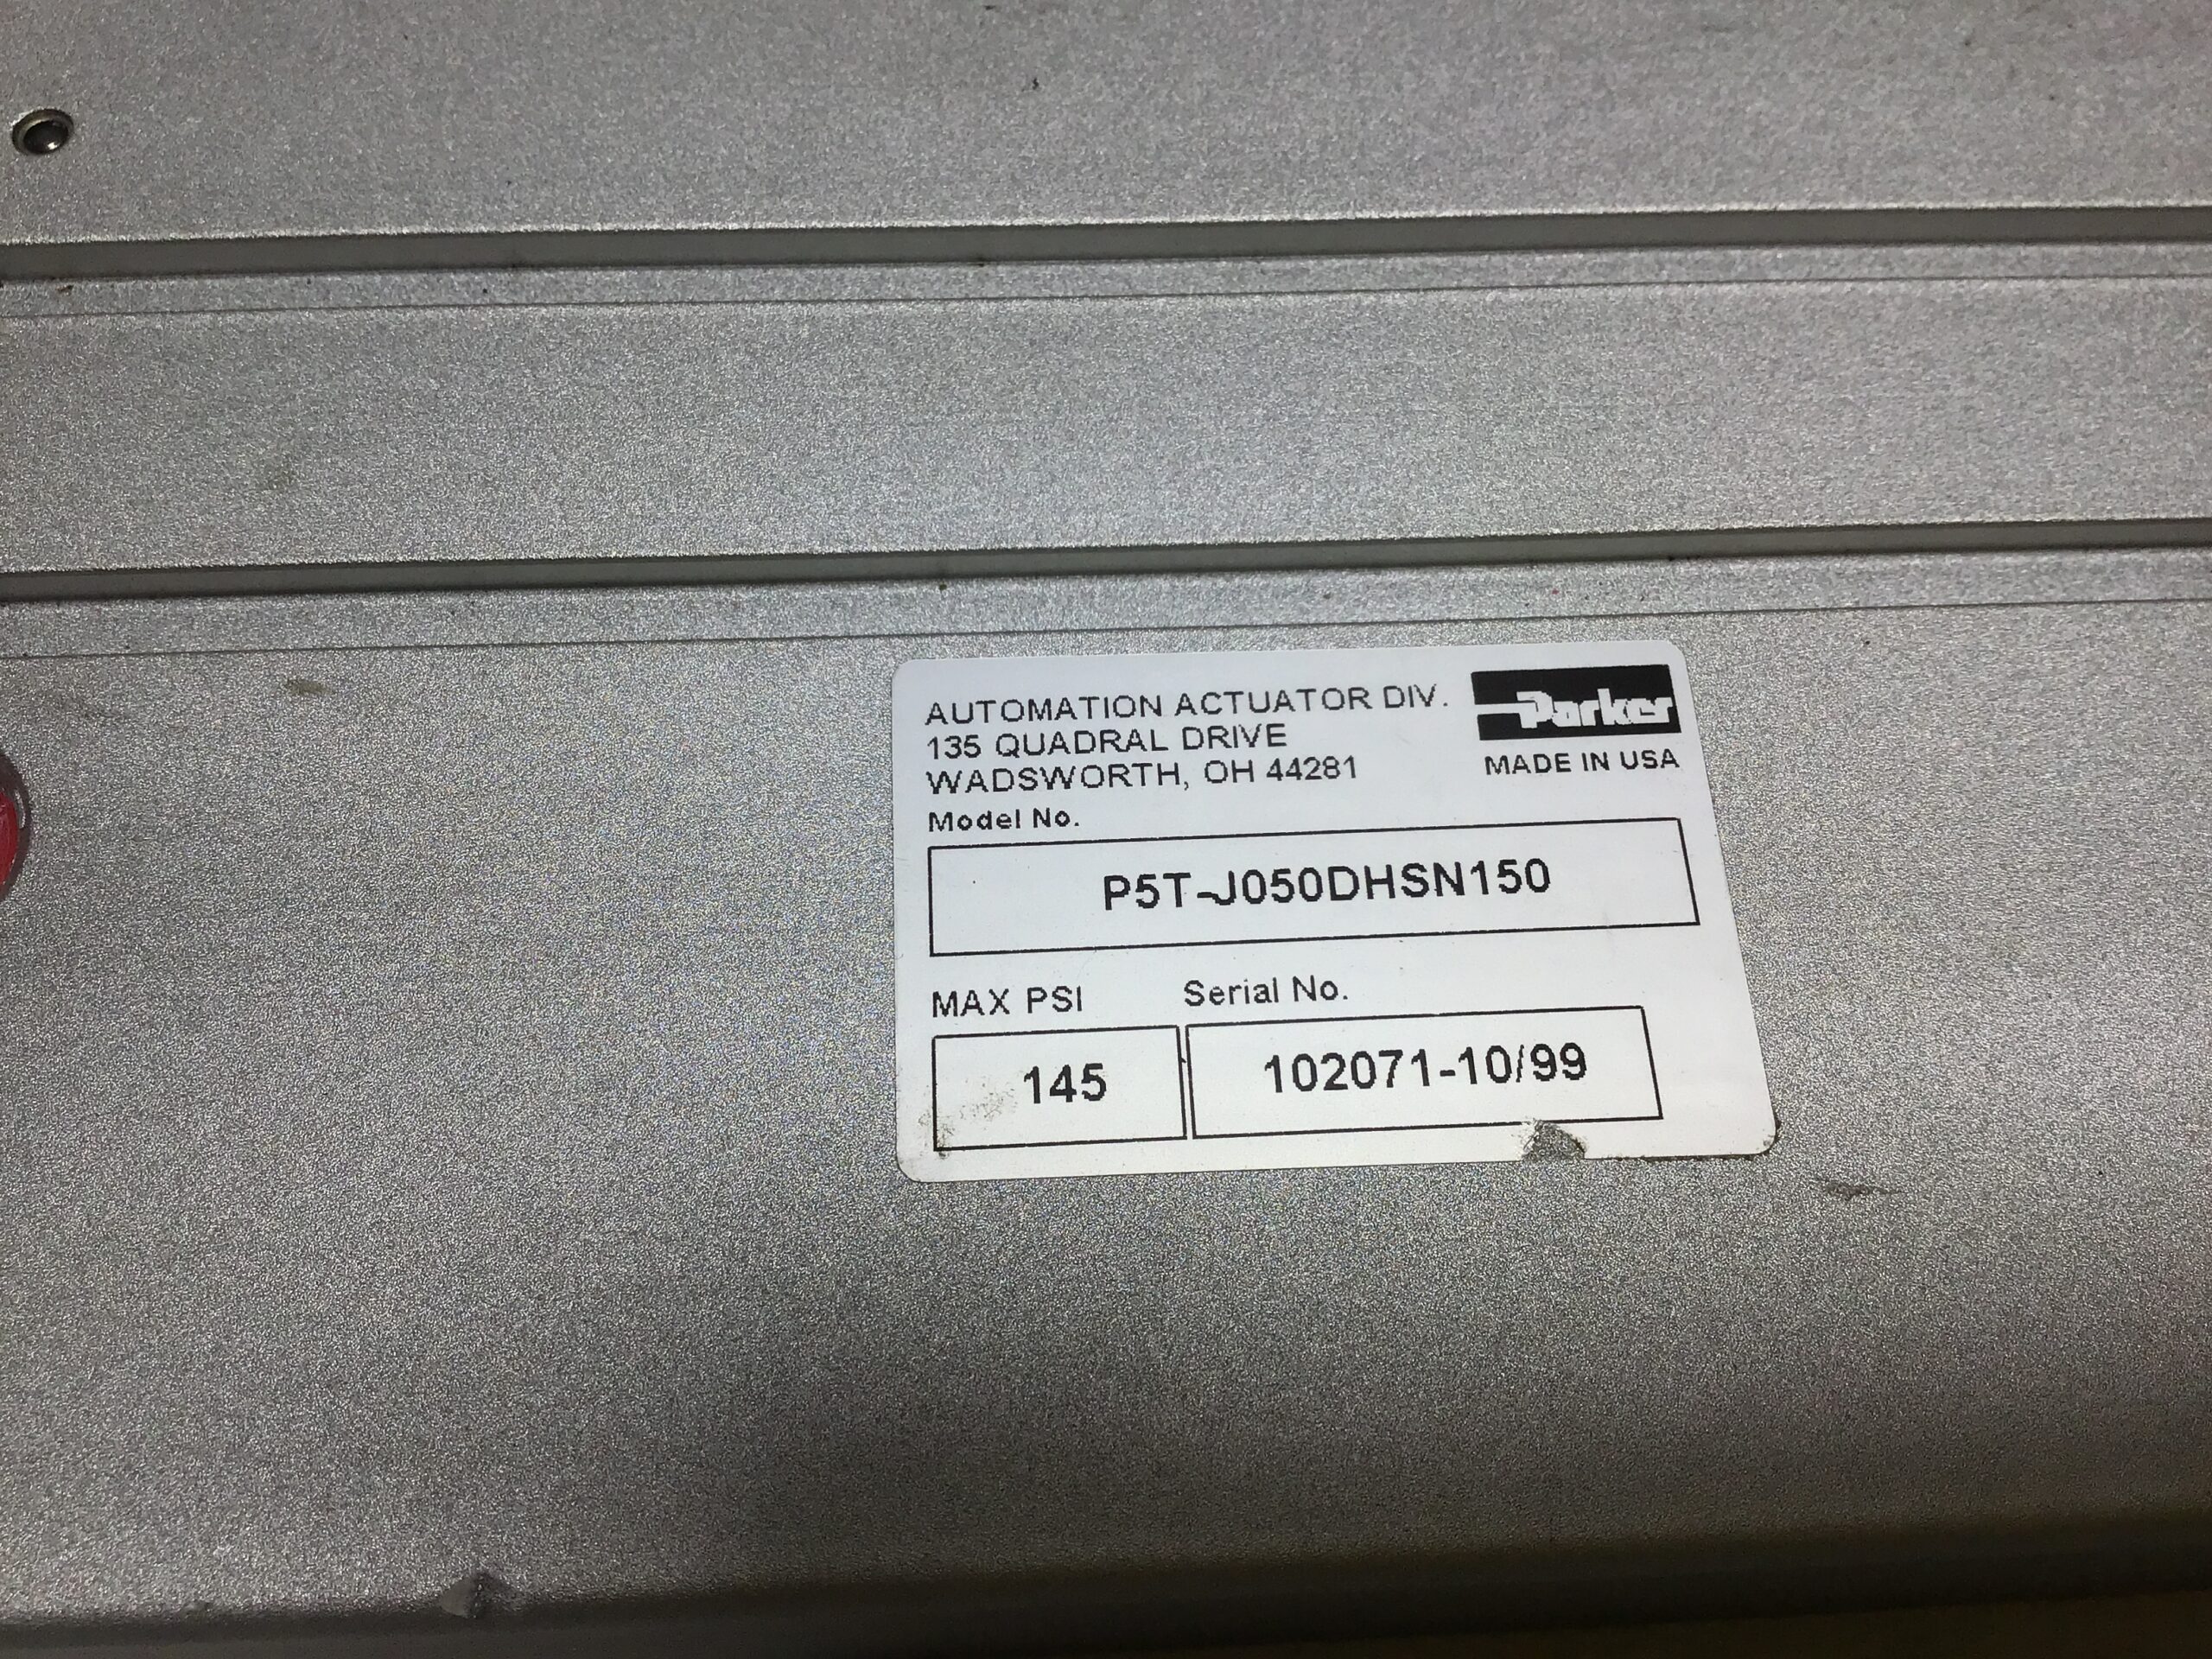 AUTOMATION ACTUATOR DIV.
135 QUADRAL DRIVE
WADSWORTH, OH 44281
Parker
MADE IN USA
Model No.
P5T-J050DHSN150
MAX PSI
145
Serial No.
102071-10/99